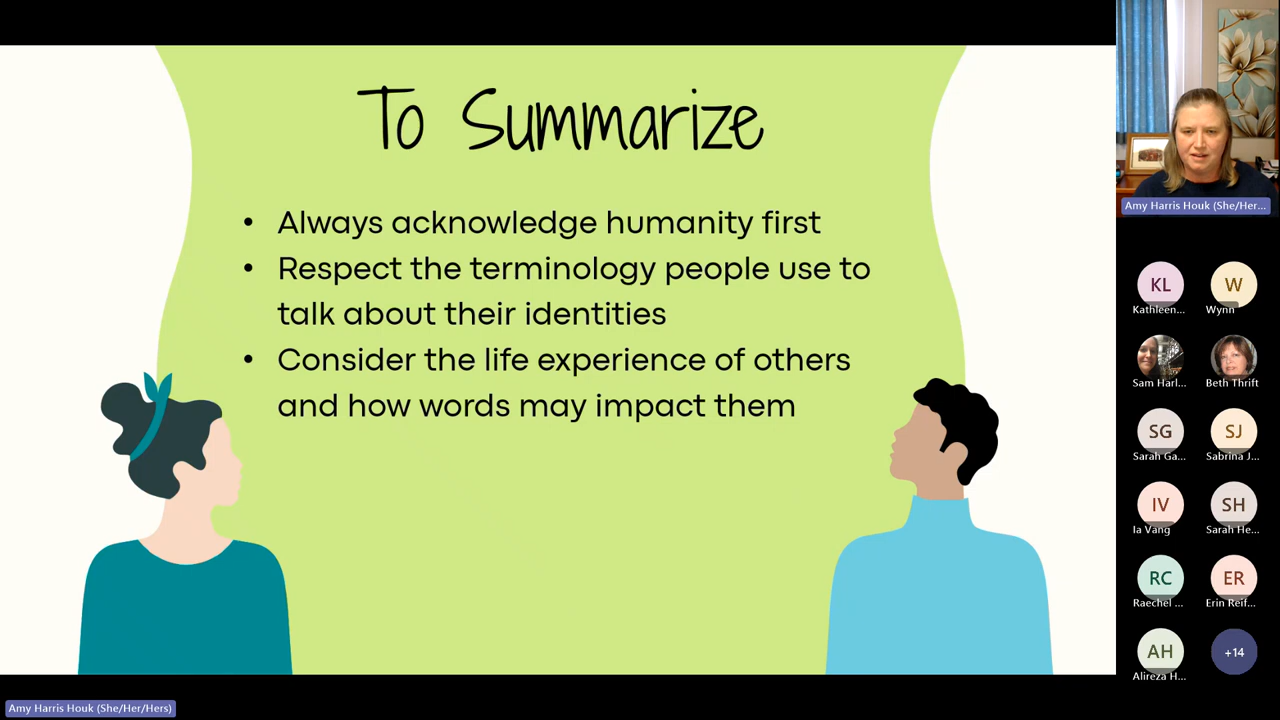 To Summarize
• Always acknowledge humanity first
• Respect the terminology people use to
talk about their identities
• Consider the life experience of others
and how words may impact them
Amy Harris Houk (She/Her...
KL
Kathleen...
W
Wynn
Sam Harl...
Beth Thrift
SG
Sarah Ga...
SJ
Sabrina J...
IV
Ia Vang
SH
Sarah He...
RC
Raechel ...
ER
Erin Reif...
AH
Alireza H...
+14
Amy Harris Houk (She/Her/Hers)